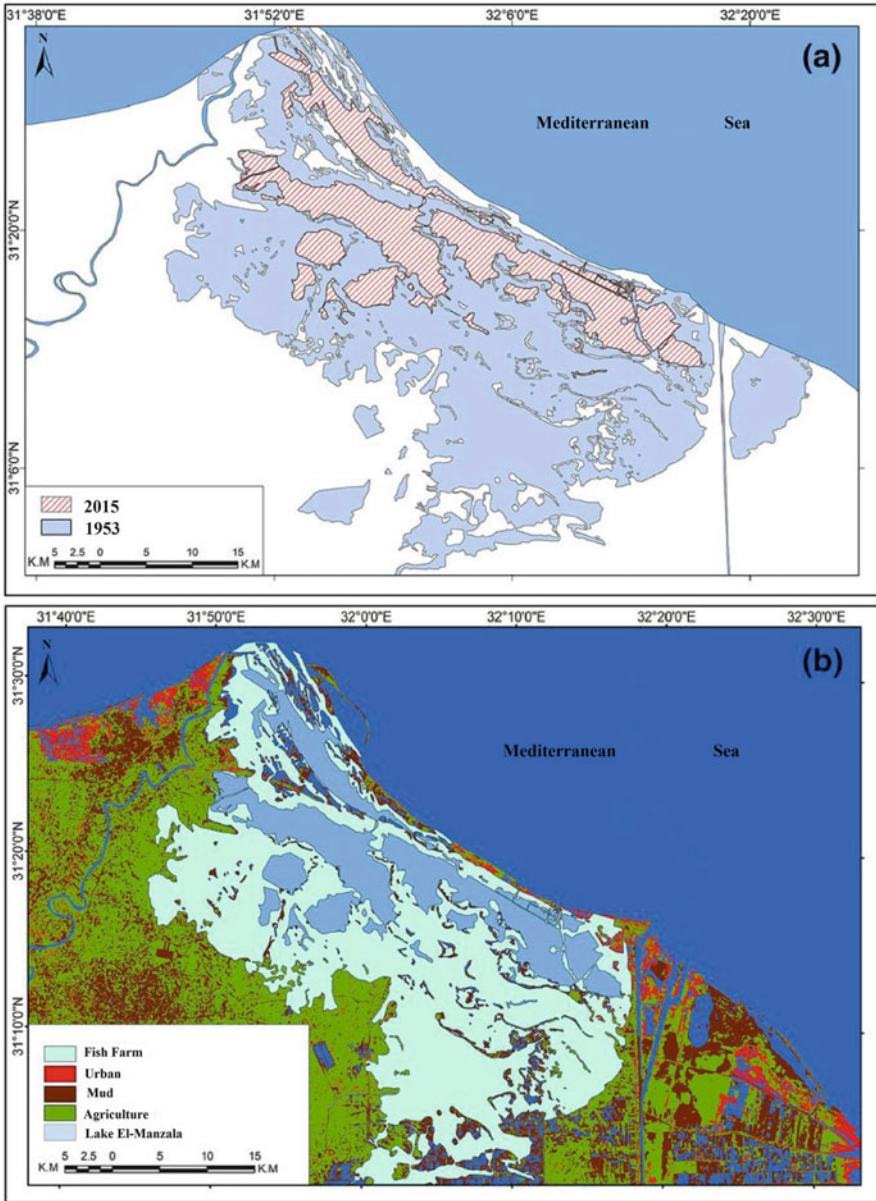 31°38'0"E 31°52'0"E 32°6'0"E 32°20'0"E
N
(a)
Mediterranean Sea
31°20'0"N
31°6'0"N
2015
1953
5 2.5 0 5 10 15
K.M K.M
31°40'0"E 31°50'0"E 32°0'0"E 32°10'0"E 32°20'0"E 32°30'0"E
N
(b)
31°30'0"N
Mediterranean Sea
31°20'0"N
31°10'0"N
Fish Farm
Urban
Mud
Agriculture
Lake El-Manzala
K.M K.M
5 2.5 0 5 10 15